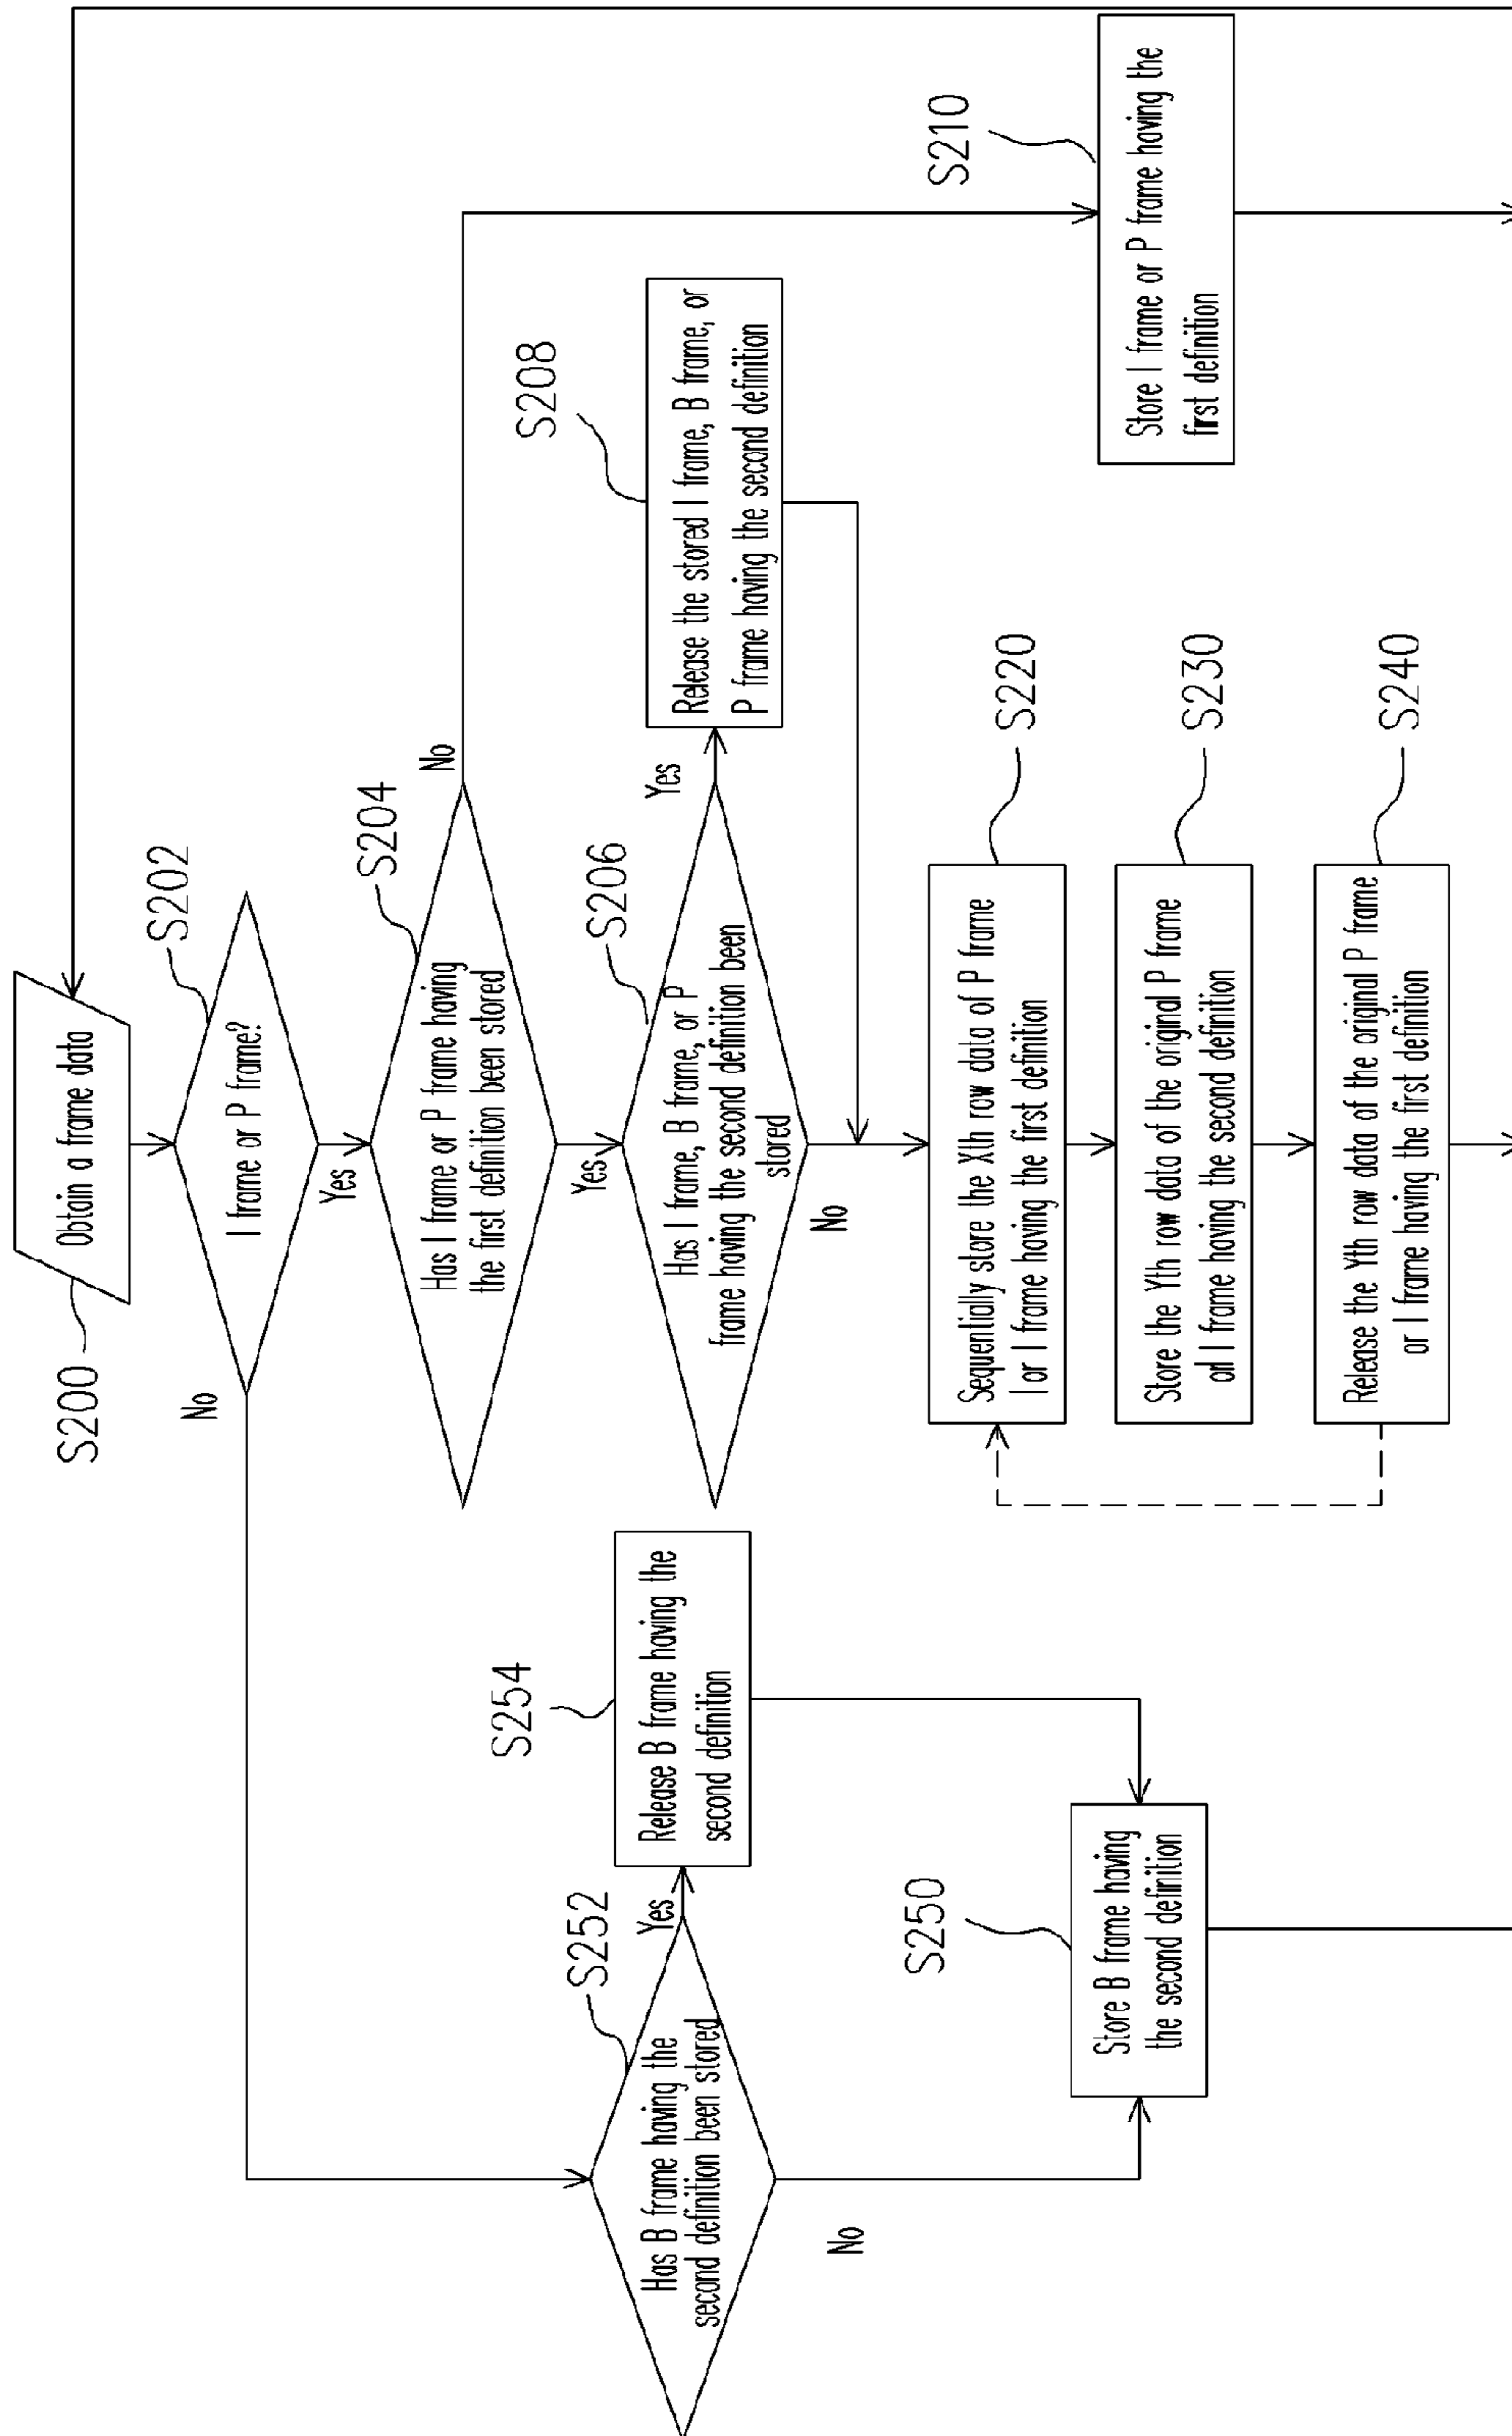 Obtain a frame data
S200
I frame or P frame?
S202
No
Yes
Has I frame or P frame having
the first definition been stored
S204
No
Yes
Has I frame, B frame, or P
frame having the second definition been
stored
S206
Yes
No
Release the stored I frame, B frame, or
P frame having the second definition
S208
Store I frame or P frame having the
first definition
S210
Sequentially store the Xth row data of P frame
or I frame having the first definition
S220
Store the Yth row data of the original P frame
I frame having the second definition
S230
Release the Yth row data of the original P frame
or I frame having the first definition
S240
Has B frame having the
second definition been stored
S252
Yes
No
Release B frame having the
second definition
S254
Store B frame having
the second definition
S250